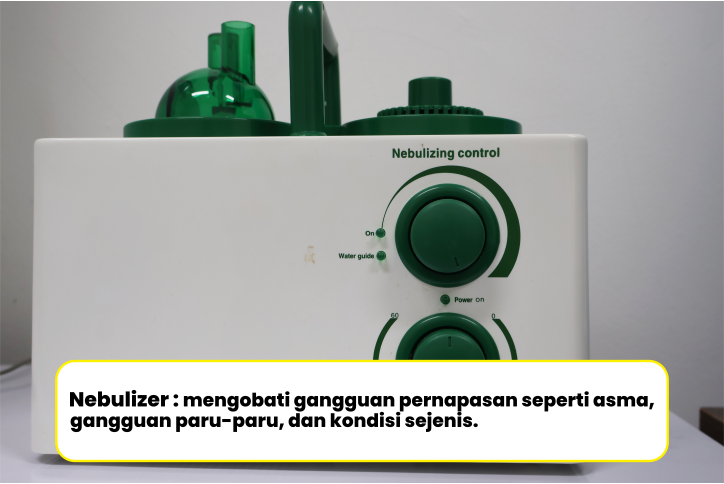 Nebulizing control
On
Water guide
Power on
60
0
Nebulizer : mengobati gangguan pernapasan seperti asma,
gangguan paru-paru, dan kondisi sejenis.